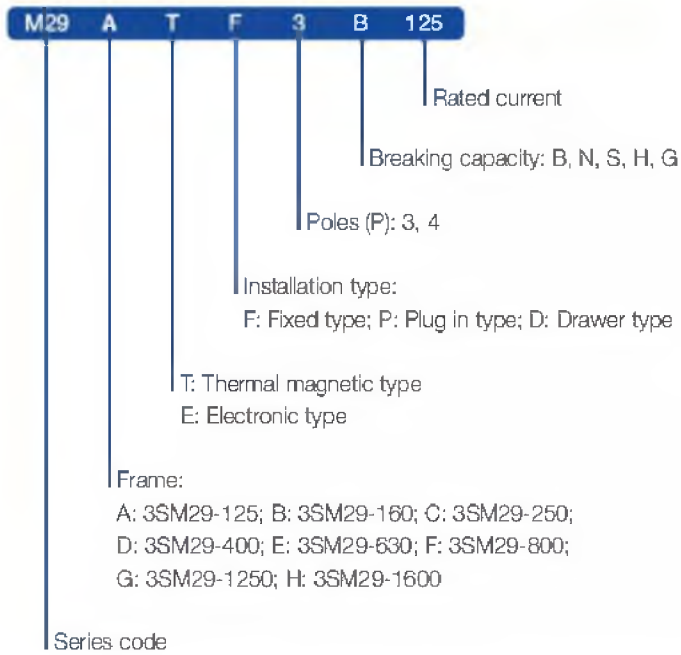 M29 A T F 3 B 125
Rated current
Breaking capacity: B, N, S, H, G
Poles (P): 3, 4
Installation type:
F: Fixed type; P: Plug in type; D: Drawer type
T: Thermal magnetic type
E: Electronic type
Frame:
A: 3SM29-125; B: 3SM29-160; C: 3SM29-250;
D: 3SM29-400; E: 3SM29-630; F: 3SM29-800;
G: 3SM29-1250; H: 3SM29-1600
Series code